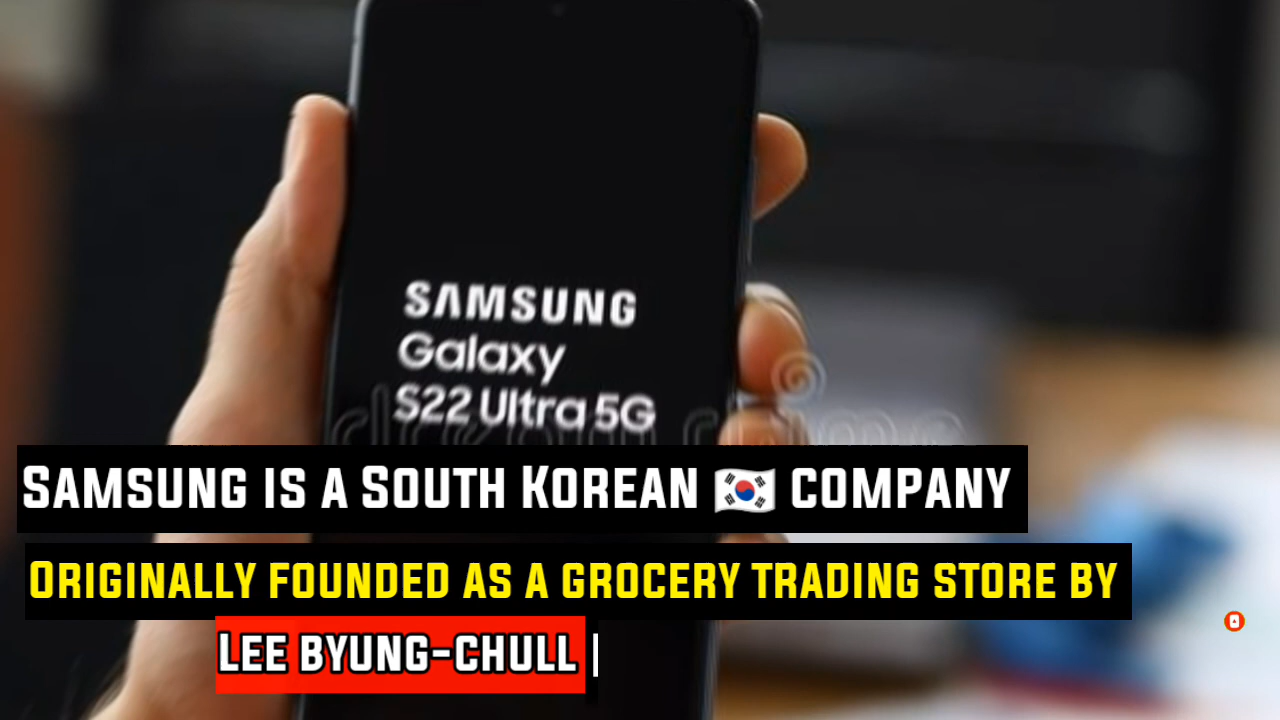 SAMSUNG
Galaxy
S22 Ultra 5G
Samsung is a South Korean 🇰🇷 company
Originally founded as a grocery trading store by
Lee byung-chull |